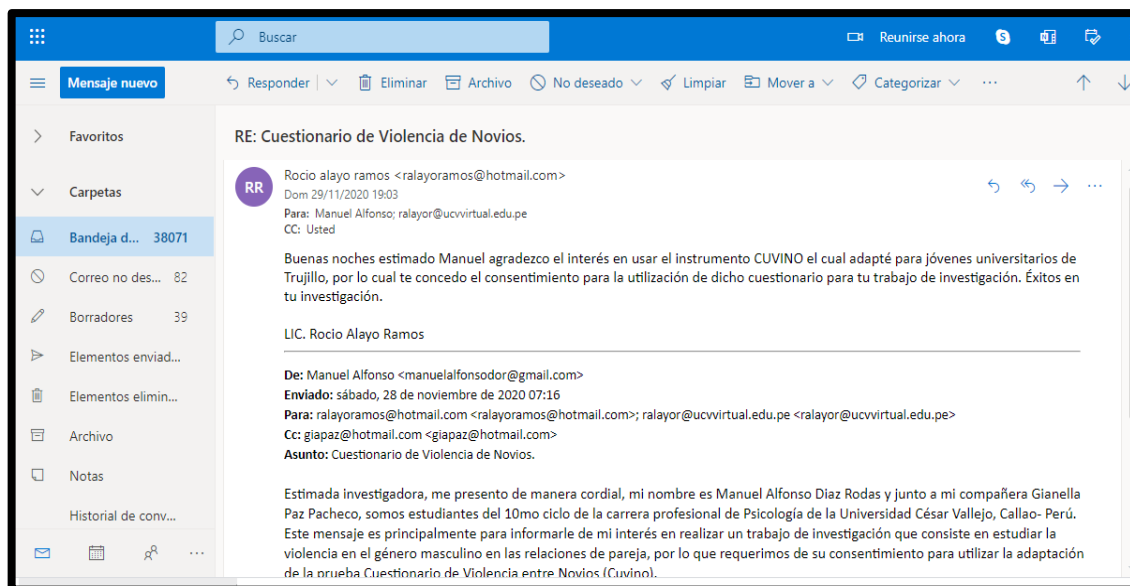 Buscar
Reunirse ahora
Mensaje nuevo
Responder
Eliminar
Archivo
No deseado
Limpiar
Mover a
Categorizar
Favoritos
Carpetas
Bandeja d... 38071
Correo no des... 82
Borradores 39
Elementos enviad...
Elementos elimin...
Archivo
Notas
Historial de conv...
RE: Cuestionario de Violencia de Novios.
RR
Rocio alayo ramos <ralayoramos@hotmail.com>
Dom 29/11/2020 19:03
Para: Manuel Alfonso; ralayor@ucvvirtual.edu.pe
CC: Usted
Buenas noches estimado Manuel agradezco el interés en usar el instrumento CUVINO el cual adapté para jóvenes universitarios de
Trujillo, por lo cual te concedo el consentimiento para la utilización de dicho cuestionario para tu trabajo de investigación. Éxitos en
tu investigación.
LIC. Rocio Alayo Ramos
De: Manuel Alfonso <manuelalfonsodor@gmail.com>
Enviado: sábado, 28 de noviembre de 2020 07:16
Para: ralayoramos@hotmail.com <ralayoramos@hotmail.com>; ralayor@ucvvirtual.edu.pe <ralayor@ucvvirtual.edu.pe>
Cc: giapaz@hotmail.com <giapaz@hotmail.com>
Asunto: Cuestionario de Violencia de Novios.
Estimada investigadora, me presento de manera cordial, mi nombre es Manuel Alfonso Diaz Rodas y junto a mi compañera Gianella
Paz Pacheco, somos estudiantes del 10mo ciclo de la carrera profesional de Psicología de la Universidad César Vallejo, Callao- Perú.
Este mensaje es principalmente para informarle de mi interés en realizar un trabajo de investigación que consiste en estudiar la
violencia en el género masculino en las relaciones de pareja, por lo que requerimos de su consentimiento para utilizar la adaptación
de la prueba Cuestionario de Violencia entre Novios (Cuvino).